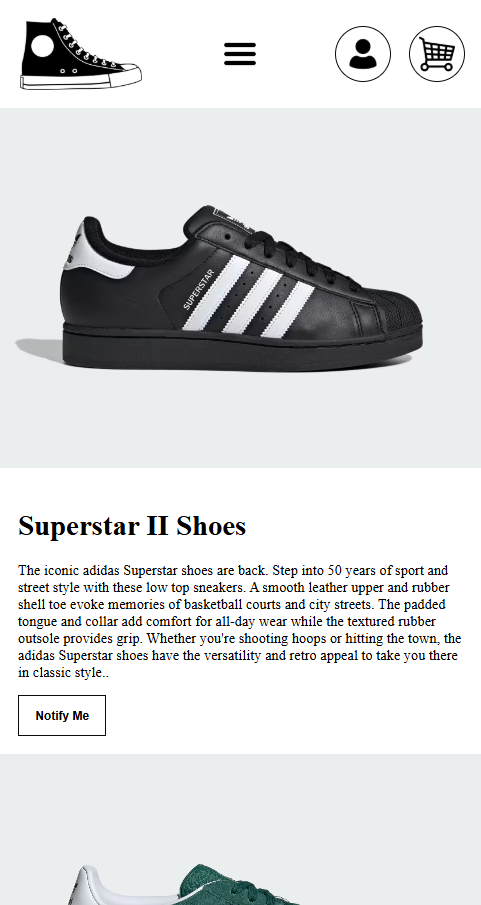 SUPERSTAR
Superstar II Shoes
The iconic adidas Superstar shoes are back. Step into 50 years of sport and
street style with these low top sneakers. A smooth leather upper and rubber
shell toe evoke memories of basketball courts and city streets. The padded
tongue and collar add comfort for all-day wear while the textured rubber
outsole provides grip. Whether you're shooting hoops or hitting the town, the
adidas Superstar shoes have the versatility and retro appeal to take you there
in classic style..
Notify Me